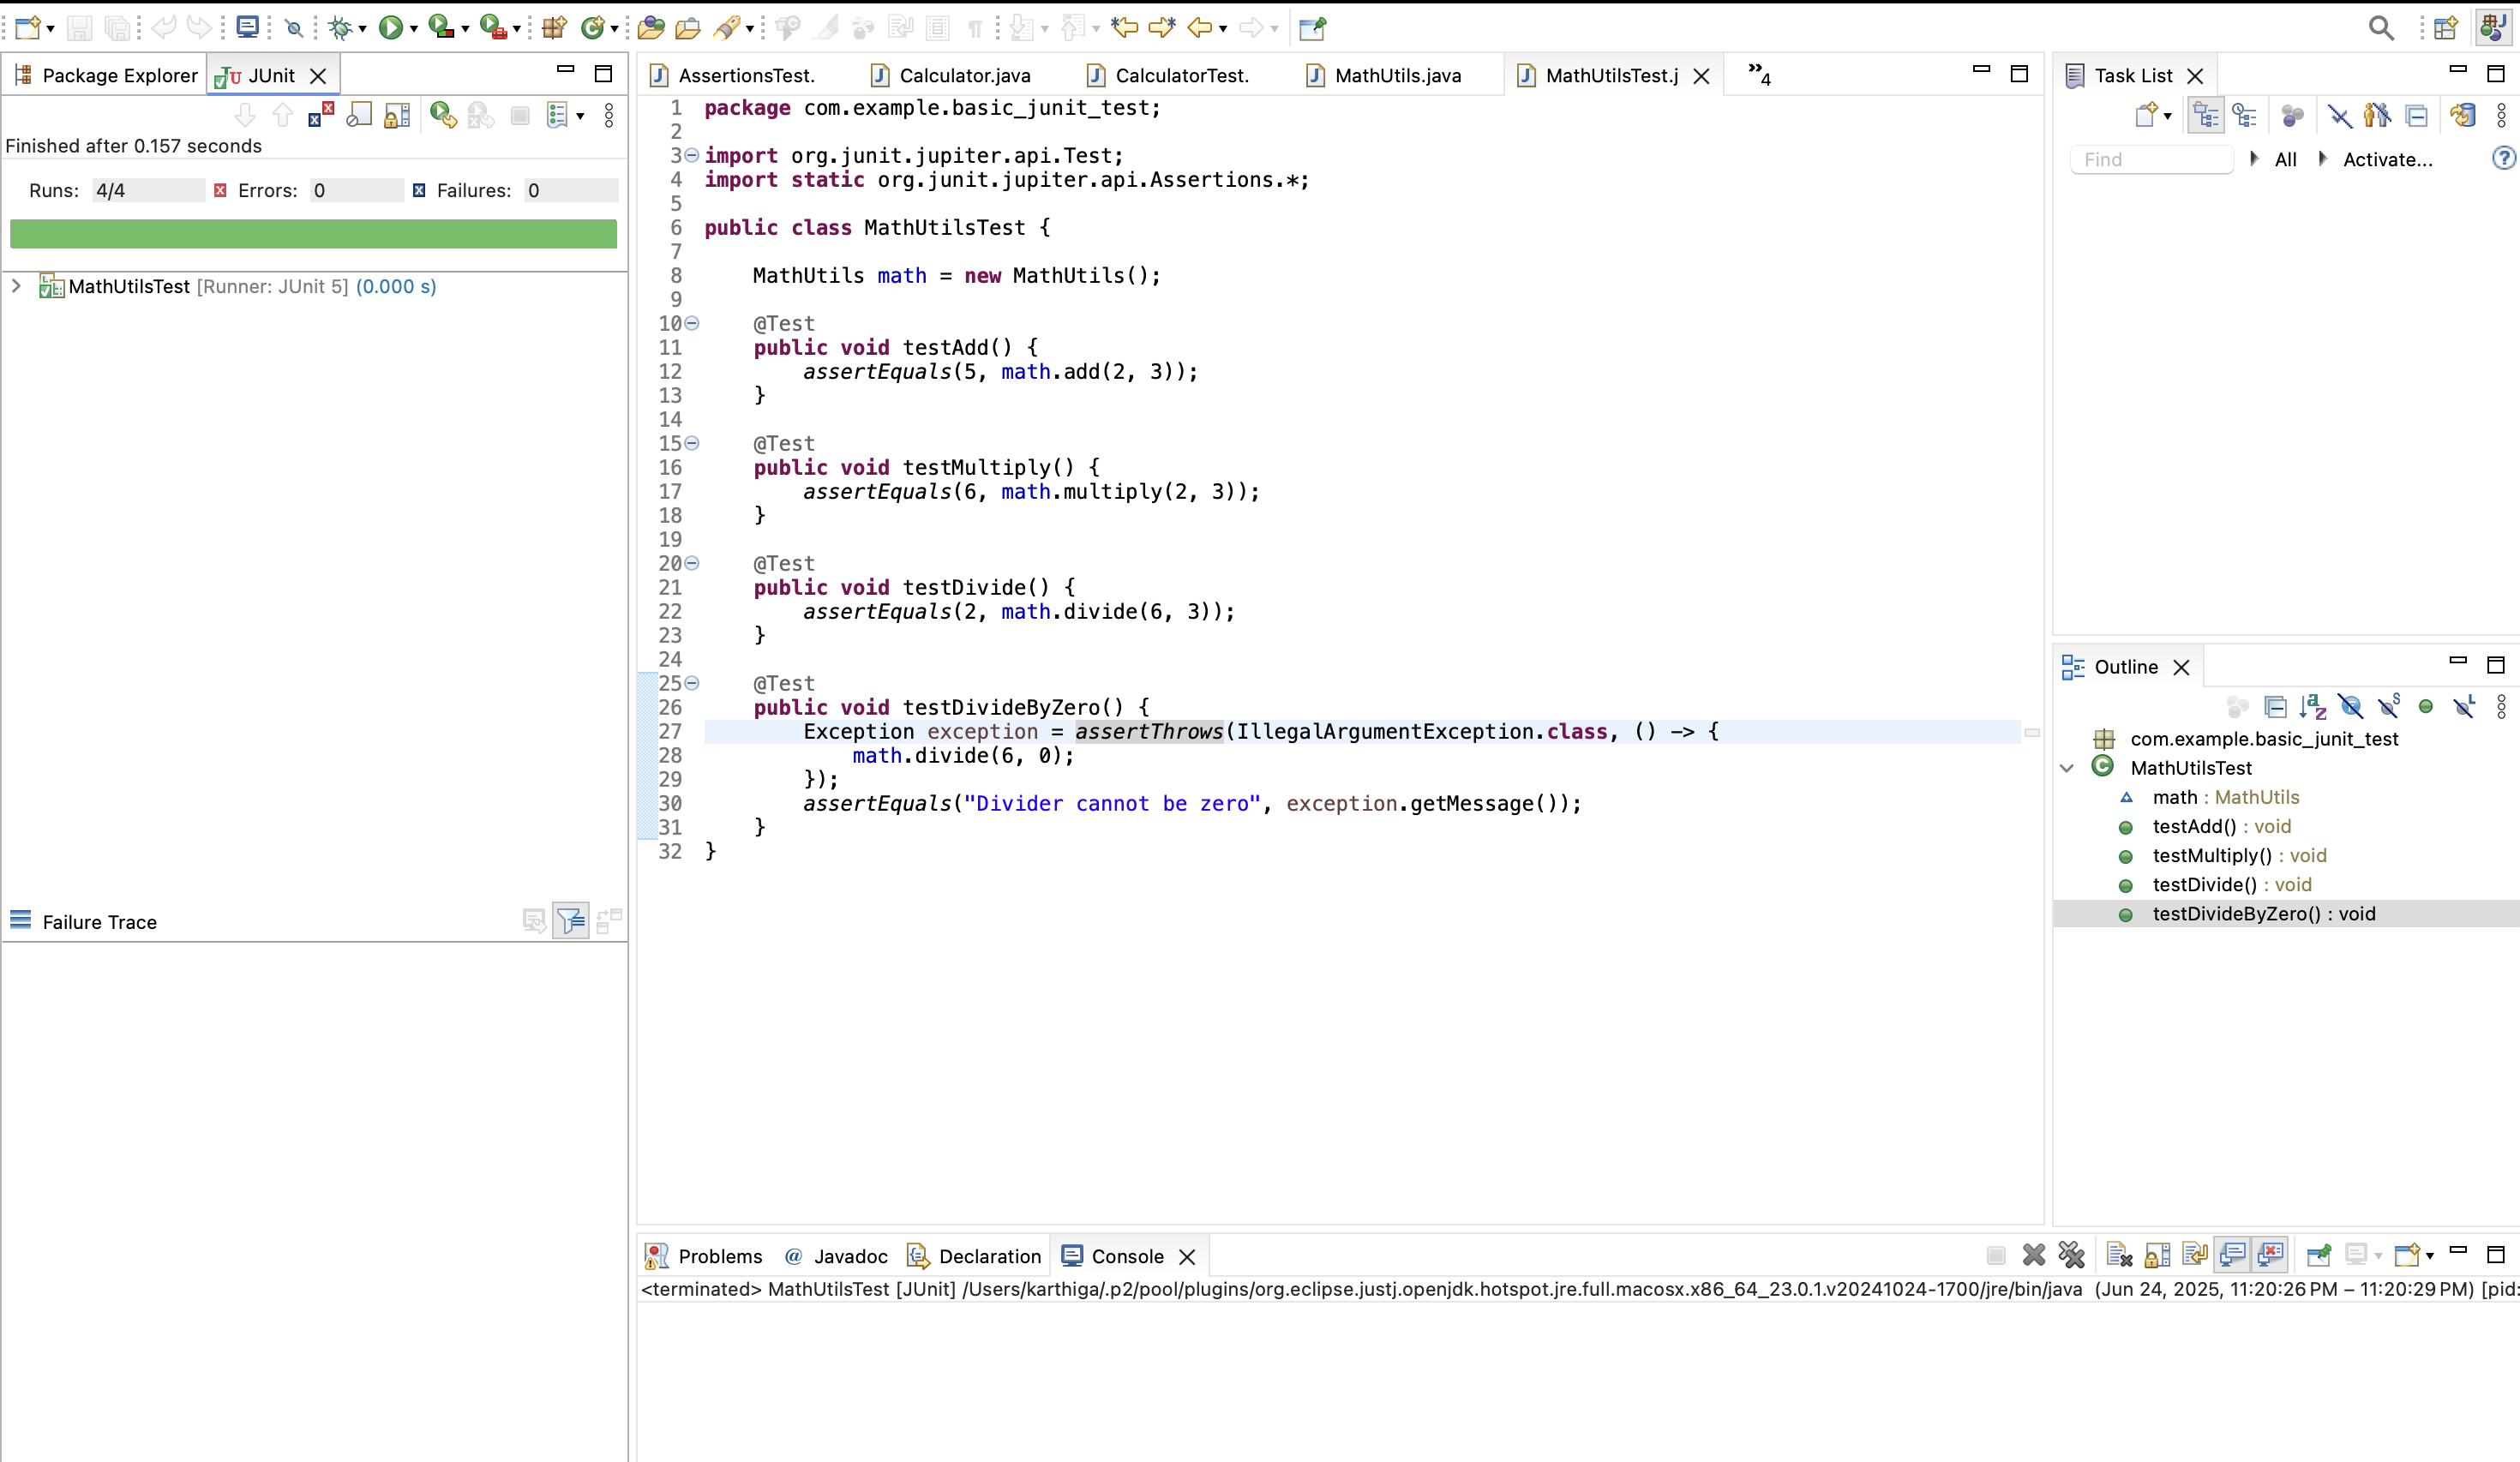 Package Explorer
JUnit
Finished after 0.157 seconds
Runs: 4/4 Errors: 0 Failures: 0
MathUtilsTest [Runner: JUnit 5] (0.000 s)
Failure Trace
AssertionsTest. Calculator.java CalculatorTest. MathUtils.java MathUtilsTest.j »4
1 package com.example.basic_junit_test;
2
3 import org.junit.jupiter.api.Test;
4 import static org.junit.jupiter.api.Assertions.*;
5
6 public class MathUtilsTest {
7
8     MathUtils math = new MathUtils();
9
10     @Test
11     public void testAdd() {
12         assertEquals(5, math.add(2, 3));
13     }
14
15     @Test
16     public void testMultiply() {
17         assertEquals(6, math.multiply(2, 3));
18     }
19
20     @Test
21     public void testDivide() {
22         assertEquals(2, math.divide(6, 3));
23     }
24
25     @Test
26     public void testDivideByZero() {
27         Exception exception = assertThrows(IllegalArgumentException.class, () -> {
28             math.divide(6, 0);
29         });
30         assertEquals("Divider cannot be zero", exception.getMessage());
31     }
32 }
Problems @ Javadoc Declaration Console
<terminated> MathUtilsTest [JUnit] /Users/karthiga/.p2/pool/plugins/org.eclipse.justj.openjdk.hotspot.jre.full.macosx.x86_64_23.0.1.v20241024-1700/jre/bin/java (Jun 24, 2025, 11:20:26 PM – 11:20:29 PM) [pid:
Task List
Find All Activate...
Outline
com.example.basic_junit_test
MathUtilsTest
math : MathUtils
testAdd() : void
testMultiply() : void
testDivide() : void
testDivideByZero() : void